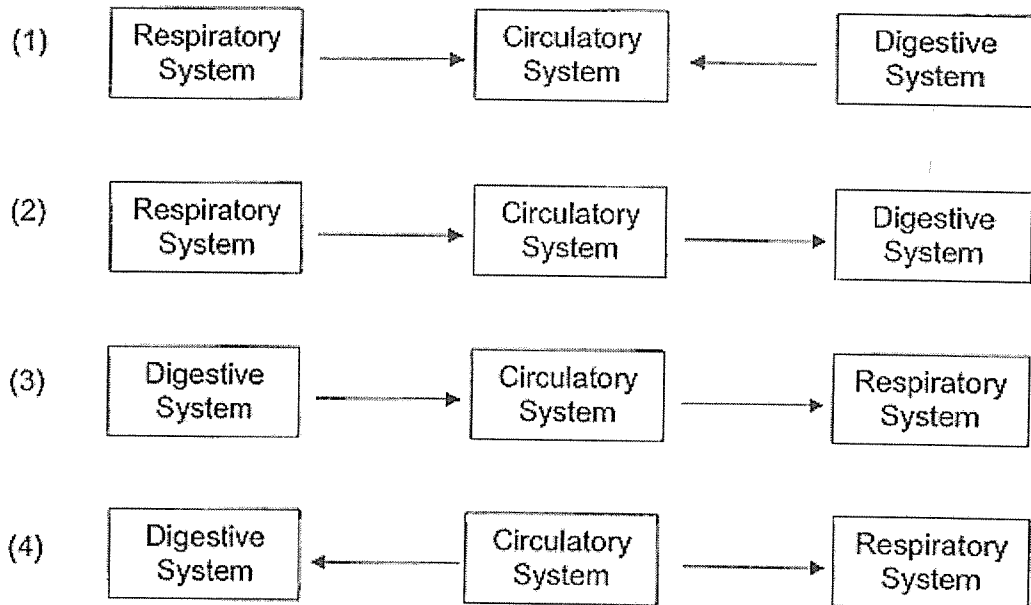 (1)
Respiratory
System
Circulatory
System
Digestive
System
(2)
Respiratory
System
Circulatory
System
Digestive
System
(3)
Digestive
System
Circulatory
System
Respiratory
System
(4)
Digestive
System
Circulatory
System
Respiratory
System